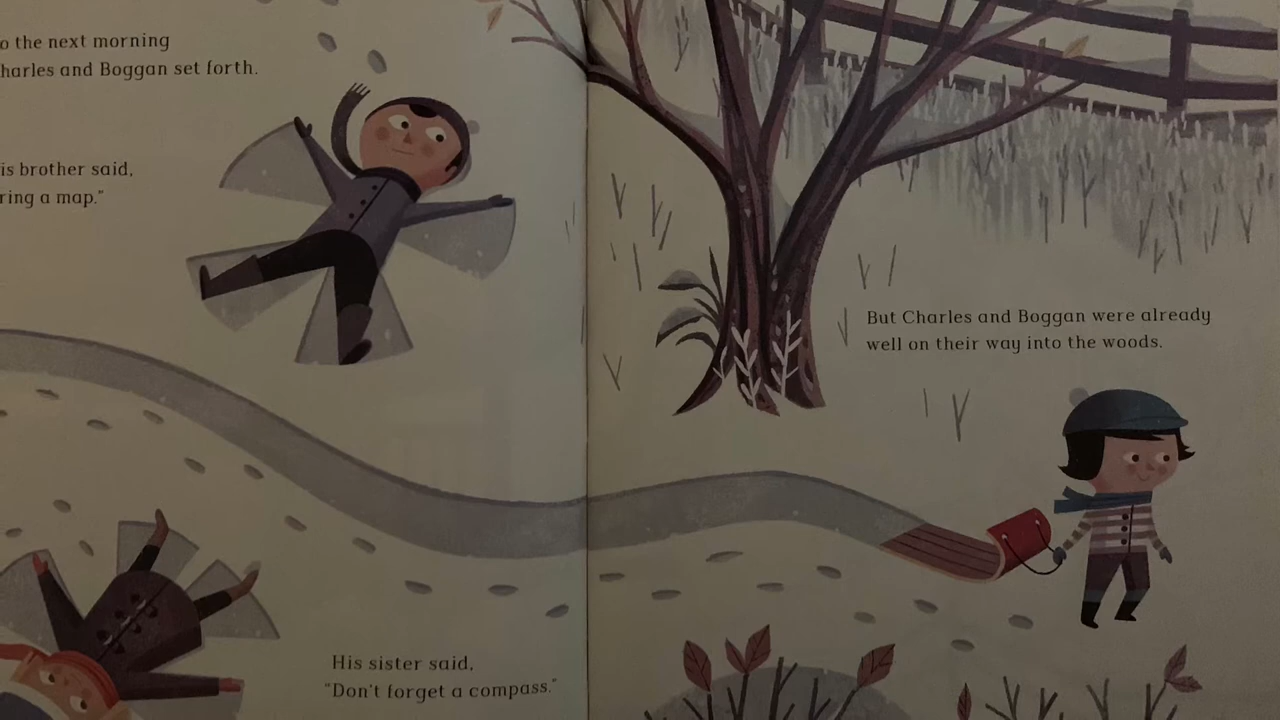 o the next morning
harles and Boggan set forth.
is brother said,
ring a map."
But Charles and Boggan were already
well on their way into the woods.
His sister said,
"Don't forget a compass."